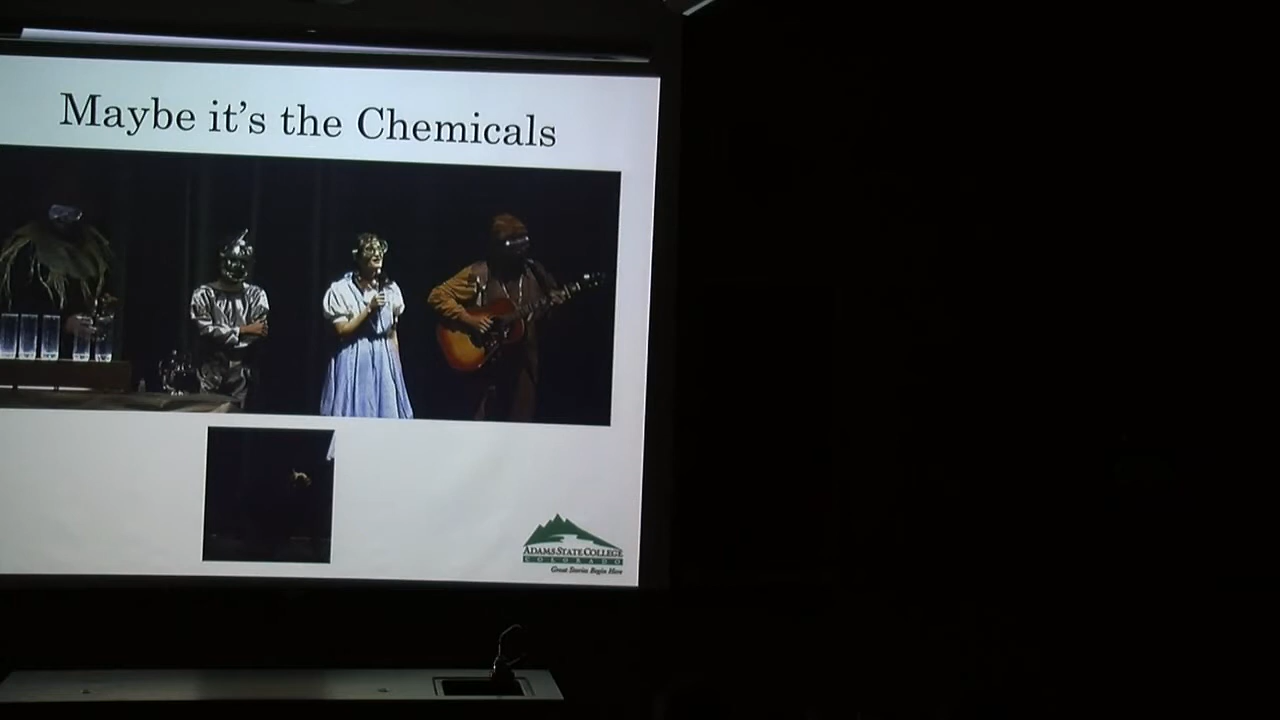 Maybe it's the Chemicals
ADAMS STATE COLLEGE
COLORADO
Great Stories Begin Here